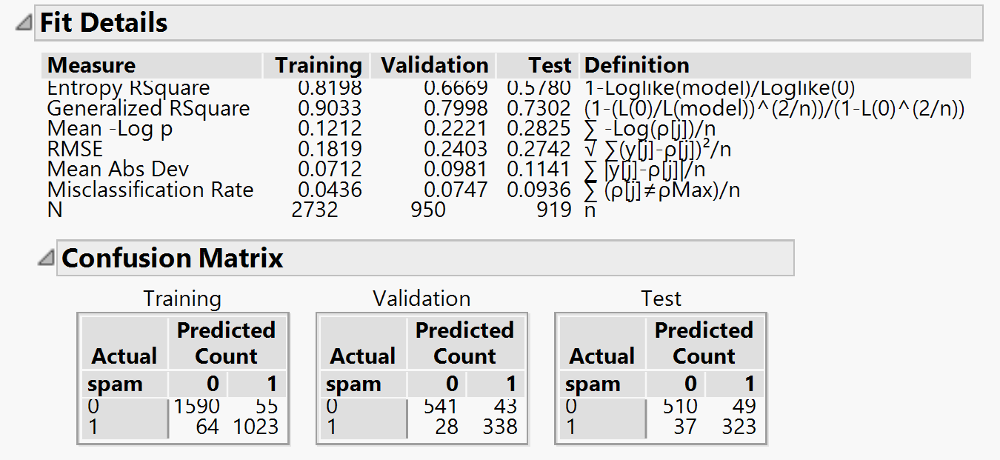 Fit Details
Measure Training Validation Test Definition
Entropy RSquare 0.8198 0.6669 0.5780 1-Loglike(model)/Loglike(0)
Generalized RSquare 0.9033 0.7998 0.7302 (1-(L(0)/L(model))^(2/n))/(1-L(0)^(2/n))
Mean -Log p 0.1212 0.2221 0.2825 ∑ -Log(ρ[j])/n
RMSE 0.1819 0.2403 0.2742 √ ∑(y[j]-ρ[j])²/n
Mean Abs Dev 0.0712 0.0981 0.1141 ∑ |y[j]-ρ[j]|/n
Misclassification Rate 0.0436 0.0747 0.0936 ∑ (ρ[j]≠ρMax)/n
N 2732 950 919 n
Confusion Matrix
Training Validation Test
Predicted Predicted Predicted
Actual Count Actual Count Actual Count
spam 0 1 spam 0 1 spam 0 1
0 1590 55 0 541 43 0 510 49
1 64 1023 1 28 338 1 37 323